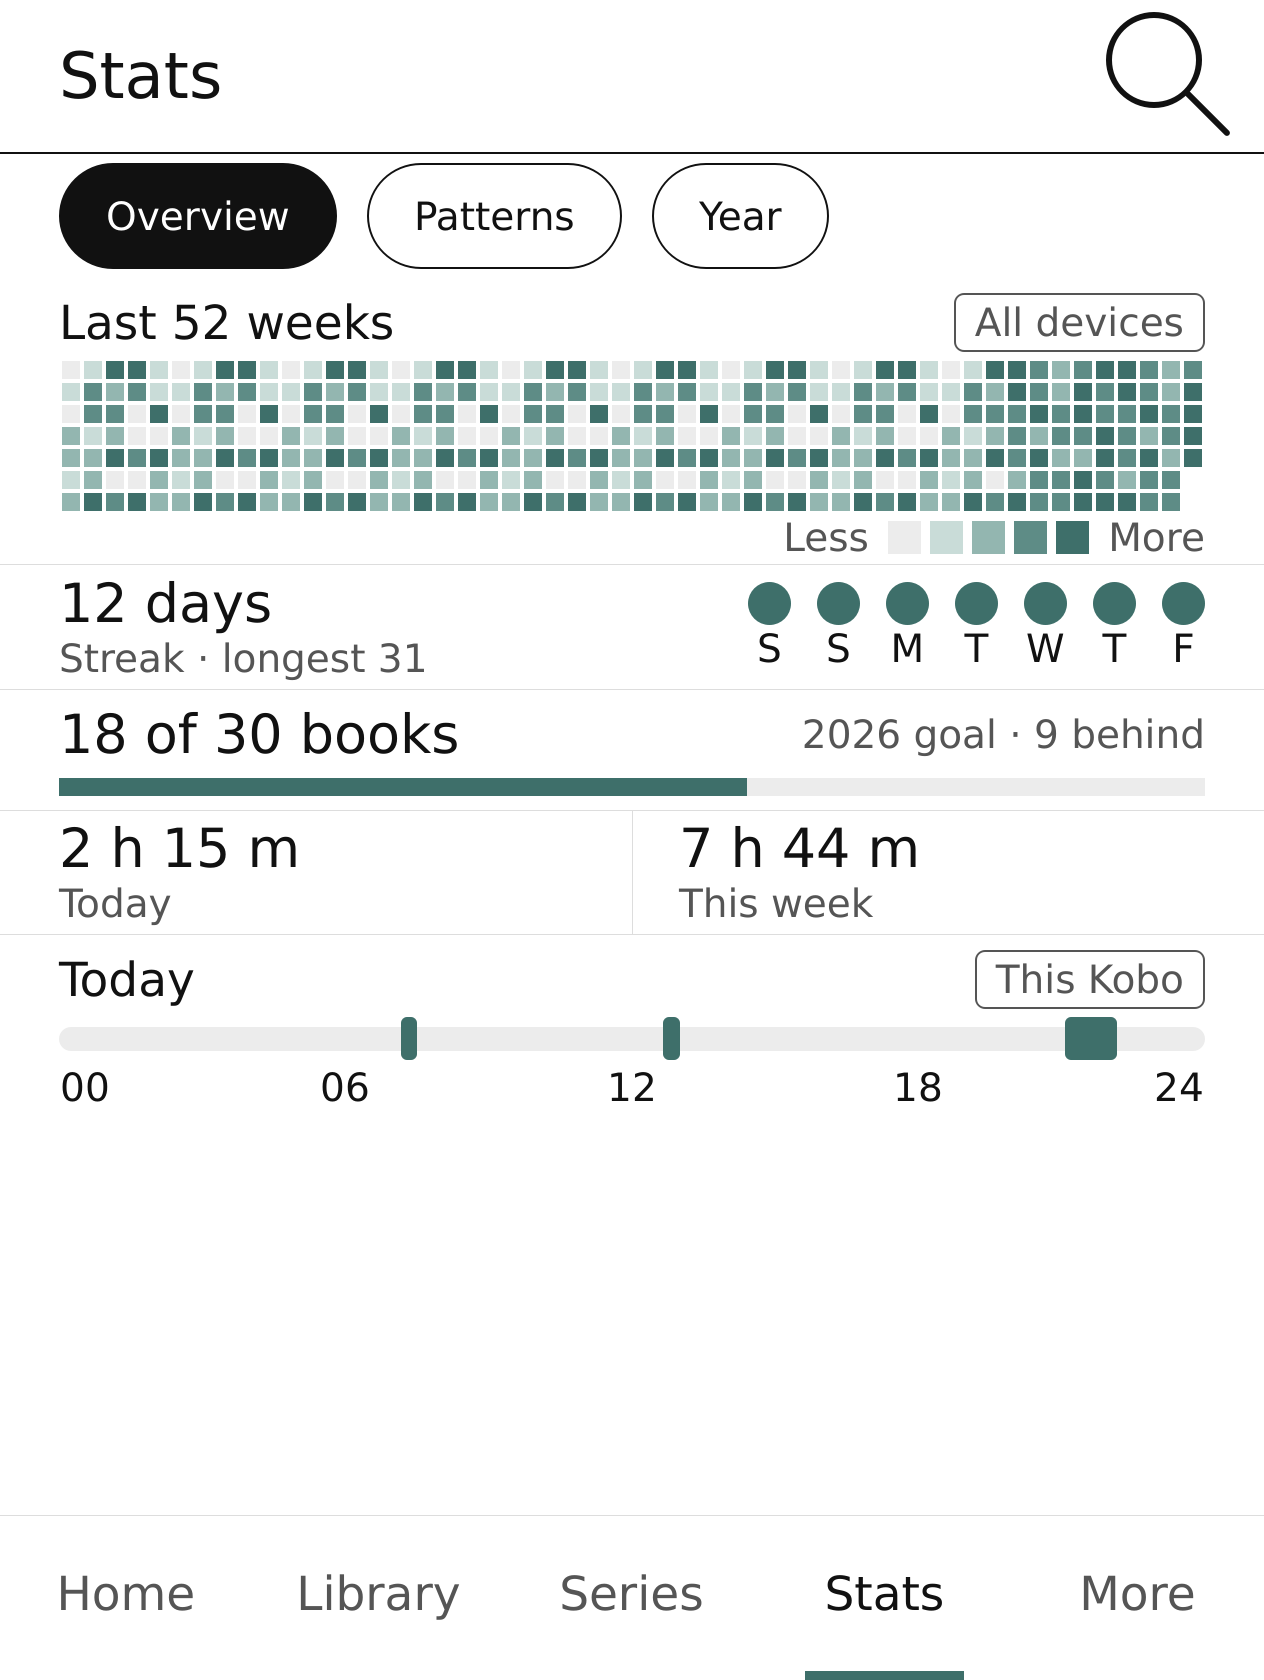 Stats
Overview Patterns Year
Last 52 weeks All devices
Less More
12 days
Streak · longest 31
S S M T W T F
18 of 30 books 2026 goal · 9 behind
2 h 15 m 7 h 44 m
Today This week
Today This Kobo
00 06 12 18 24
Home Library Series Stats More